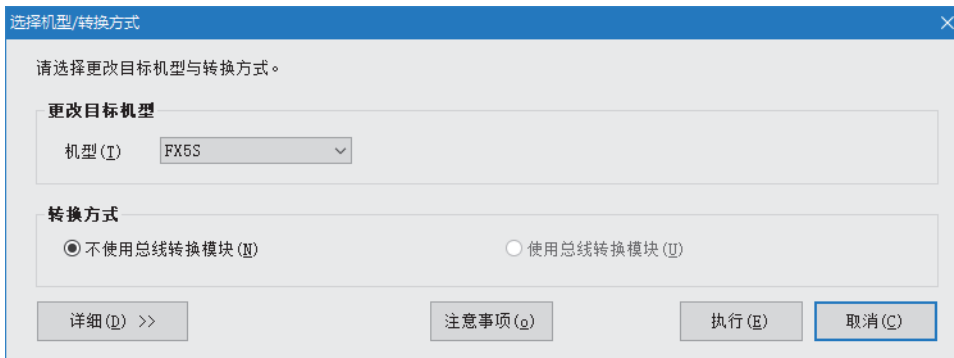 选择机型/转换方式
请选择更改目标机型与转换方式。
更改目标机型
机型(T) FX5S
转换方式
不使用总线转换模块(N) 使用总线转换模块(U)
详细(D) >> 注意事项(o) 执行(E) 取消(C)